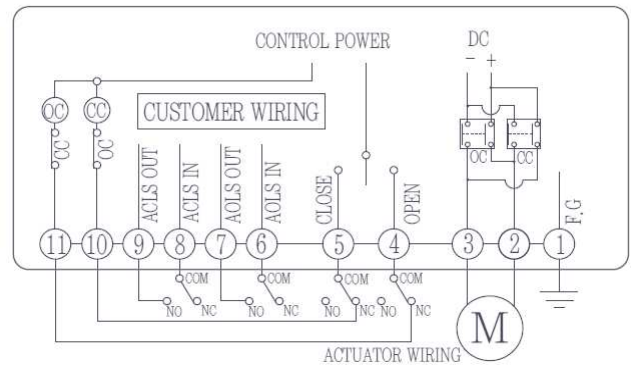 CONTROL POWER
DC
- +
OC
CC
CUSTOMER WIRING
CC
OC
ACLS OUT
ACLS IN
AOLS OUT
AOLS IN
CLOSE
OPEN
OC
CC
F.G
11 10 9 8 7 6 5 4 3 2 1
COM COM COM COM
NO NC NO NC NO NC NO NC
M
ACTUATOR WIRING